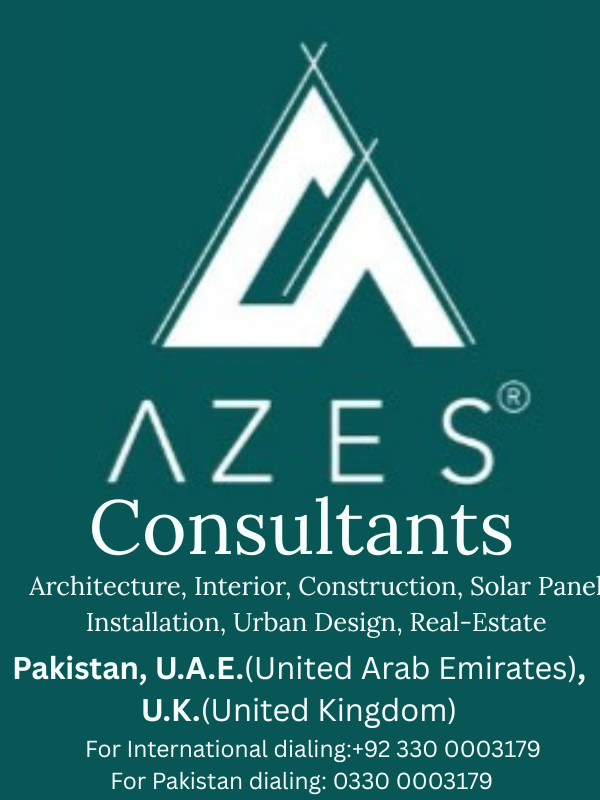 AZES®
Consultants
Architecture, Interior, Construction, Solar Panel
Installation, Urban Design, Real-Estate
Pakistan, U.A.E.(United Arab Emirates),
U.K.(United Kingdom)
For International dialing:+92 330 0003179
For Pakistan dialing: 0330 0003179